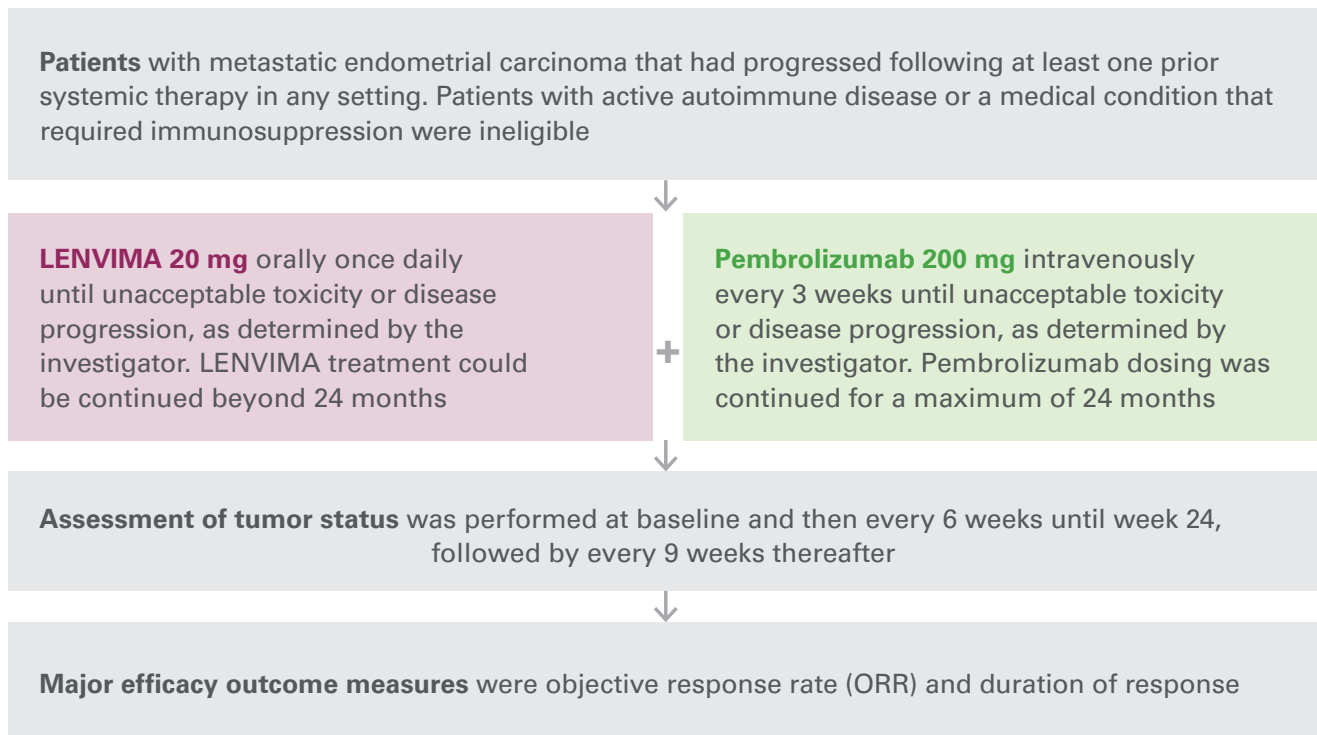 Patients with metastatic endometrial carcinoma that had progressed following at least one prior
systemic therapy in any setting. Patients with active autoimmune disease or a medical condition that
required immunosuppression were ineligible
LENVIMA 20 mg orally once daily
until unacceptable toxicity or disease
progression, as determined by the
investigator. LENVIMA treatment could
be continued beyond 24 months
+
Pembrolizumab 200 mg intravenously
every 3 weeks until unacceptable toxicity
or disease progression, as determined by
the investigator. Pembrolizumab dosing was
continued for a maximum of 24 months
Assessment of tumor status was performed at baseline and then every 6 weeks until week 24,
followed by every 9 weeks thereafter
Major efficacy outcome measures were objective response rate (ORR) and duration of response